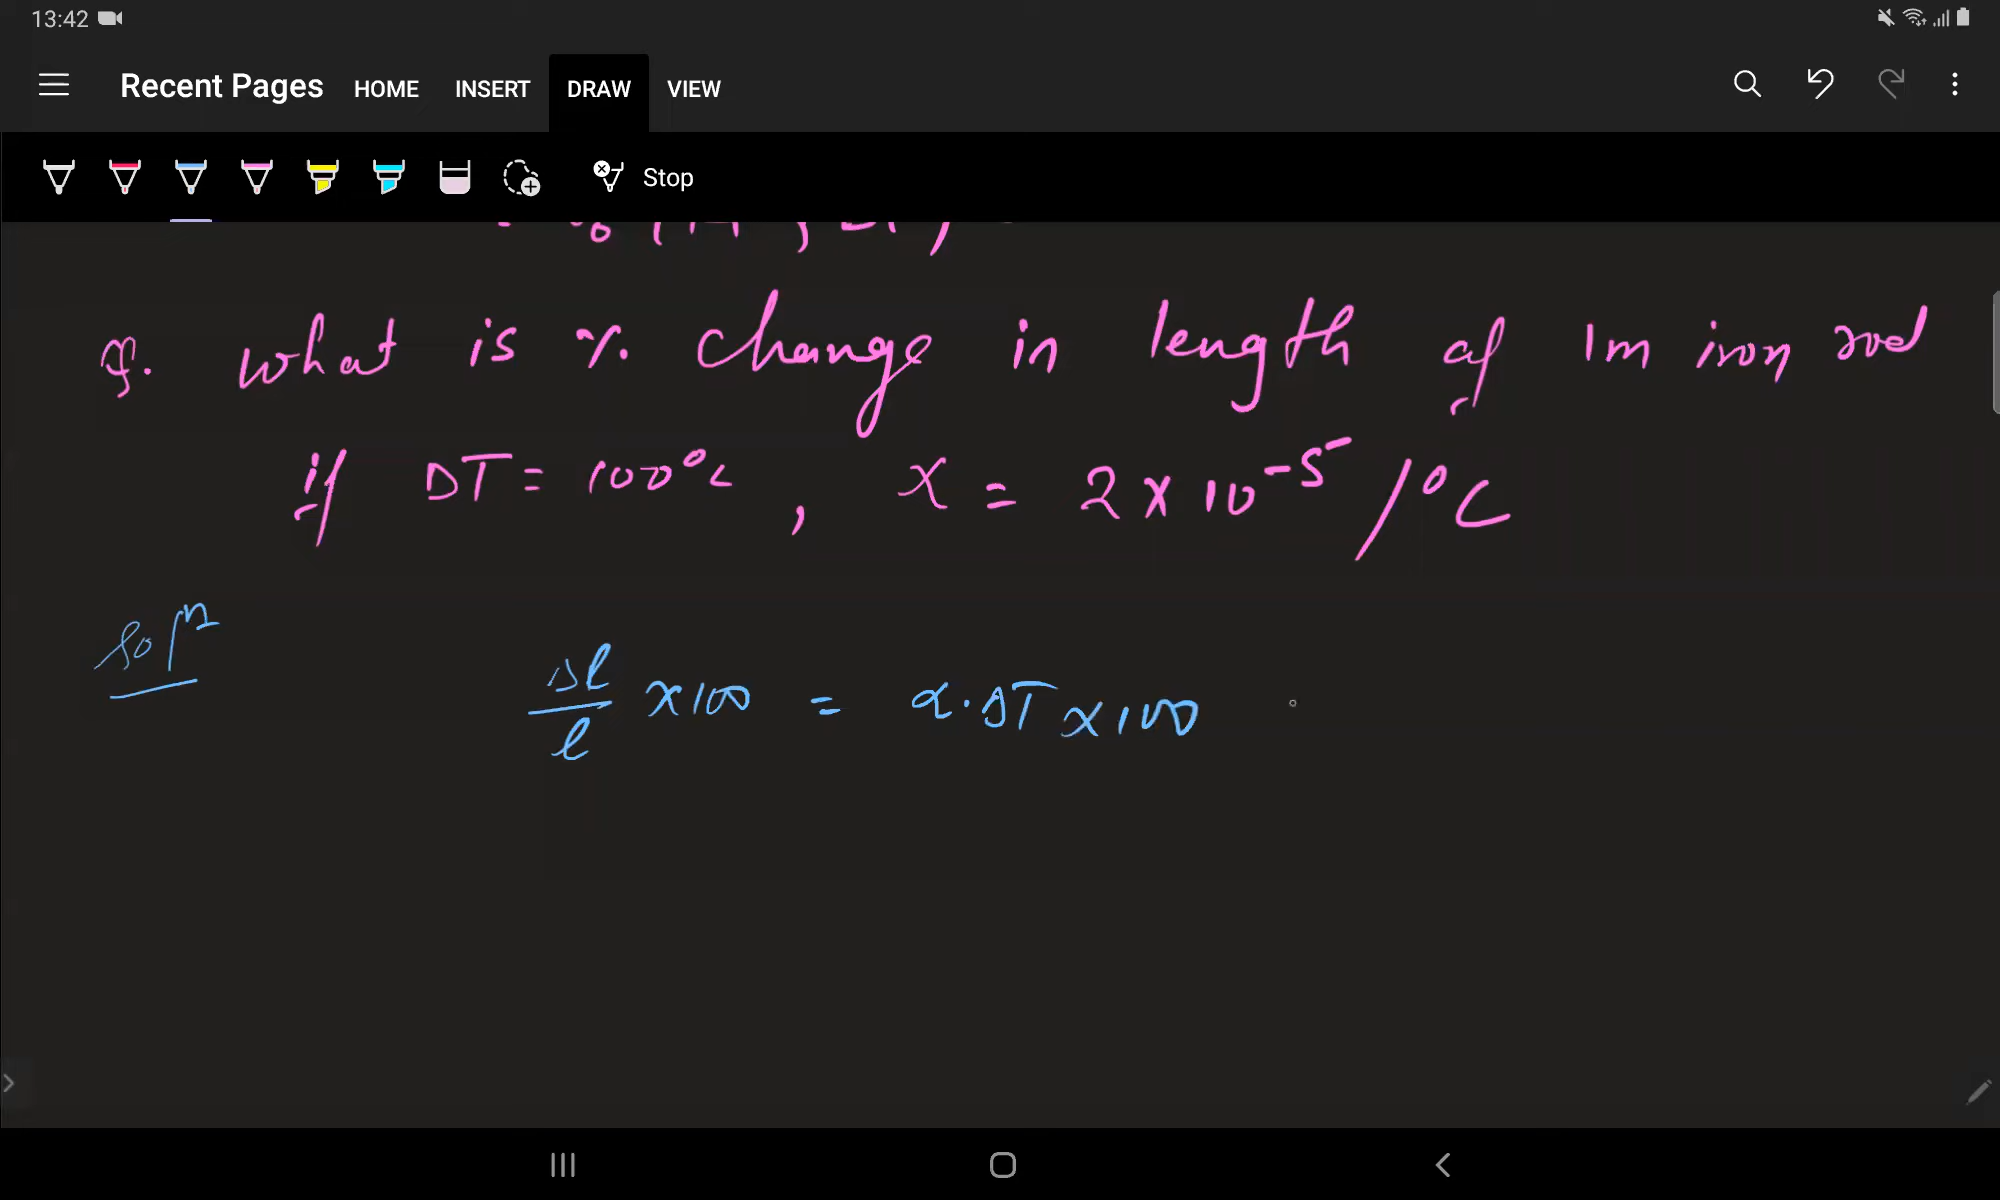 13:42
Recent Pages HOME INSERT DRAW VIEW
Stop
Q. What is % change in length of 1m iron rod
if ΔT = 100°C, α = 2 × 10⁻⁵ /°C
Solⁿ
Δl/l × 100 = α · ΔT × 100